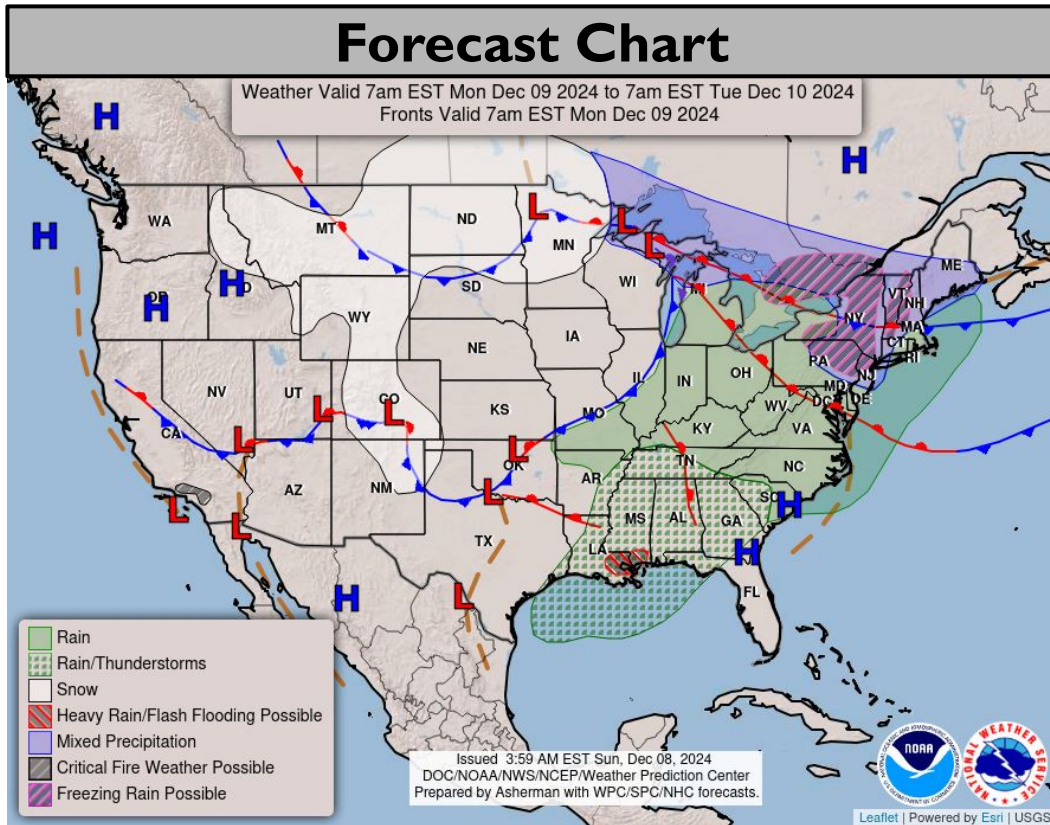 Forecast Chart
Weather Valid 7am EST Mon Dec 09 2024 to 7am EST Tue Dec 10 2024
Fronts Valid 7am EST Mon Dec 09 2024
H
H
H
WA
MT
ND
L
MN
L
L
ME
OR
H
H
SD
WI
MI
VT
NH
NY
MA
CT
RI
WY
IA
NE
PA
NJ
NV
UT
CO
IL
IN
OH
MD
DE
DC
WV
VA
L
L
KS
MO
KY
CA
L
L
OK
TN
NC
AZ
NM
L
AR
SC
H
L
L
TX
MS
AL
GA
LA
H
H
L
FL
Rain
Rain/Thunderstorms
Snow
Heavy Rain/Flash Flooding Possible
Mixed Precipitation
Critical Fire Weather Possible
Freezing Rain Possible
Issued 3:59 AM EST Sun, Dec 08, 2024
DOC/NOAA/NWS/NCEP/Weather Prediction Center
Prepared by Asherman with WPC/SPC/NHC forecasts.
NOAA
NATIONAL WEATHER SERVICE
Leaflet | Powered by Esri | USGS